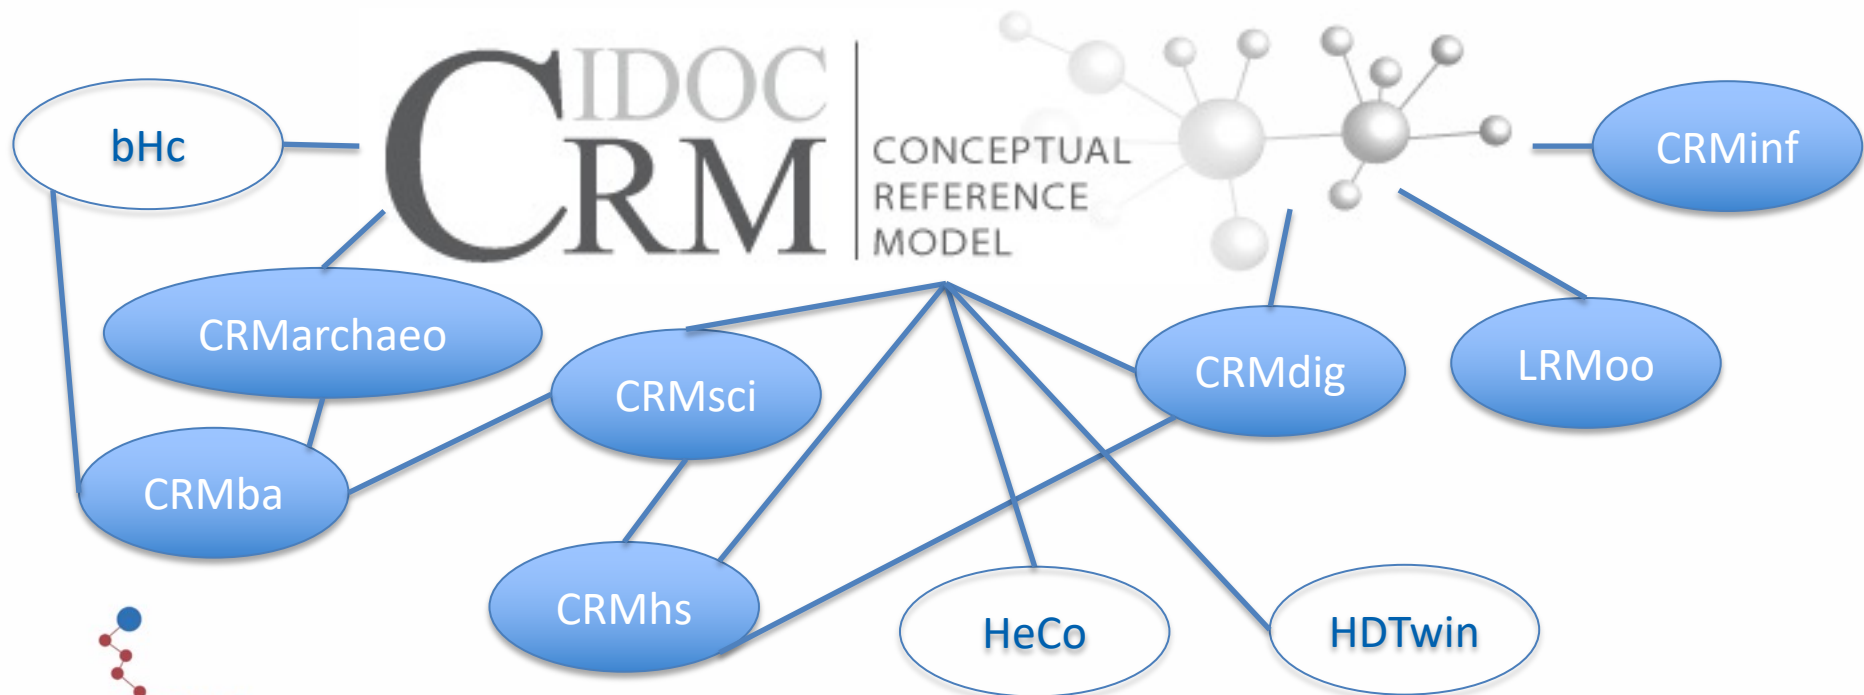 CIDOC
CRM
CONCEPTUAL
REFERENCE
MODEL
bHc
CRMinf
CRMarchaeo
CRMsci
CRMdig
LRMoo
CRMba
CRMhs
HeCo
HDTwin